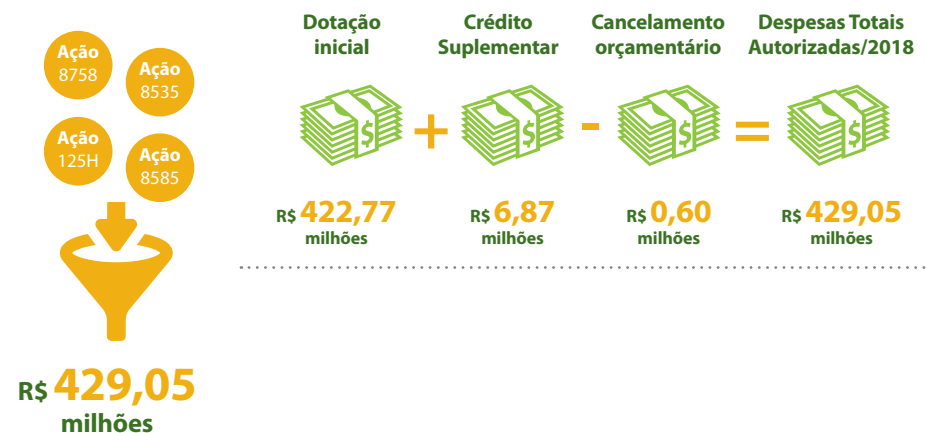 Ação
8758
Ação
8535
Ação
125H
Ação
8585
R$ 429,05
milhões
Dotação
inicial
Crédito
Suplementar
Cancelamento
orçamentário
Despesas Totais
Autorizadas/2018
$
+
$
-
$
=
$
R$ 422,77
milhões
R$ 6,87
milhões
R$ 0,60
milhões
R$ 429,05
milhões